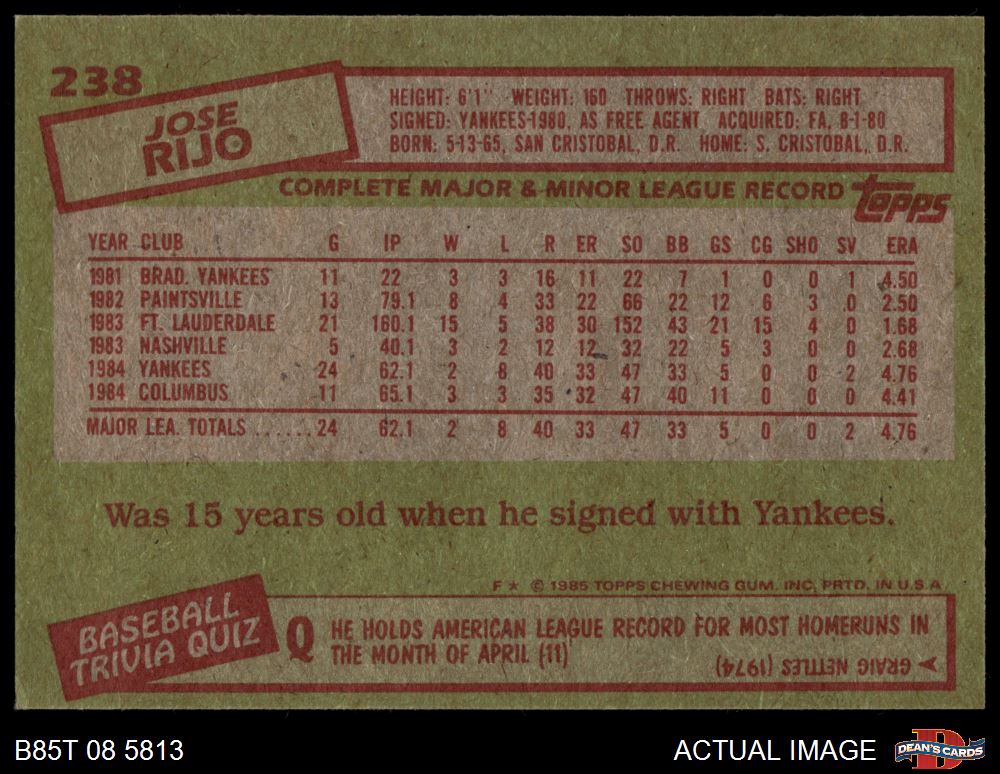 238
JOSE
RIJO
HEIGHT: 6'1" WEIGHT: 160 THROWS: RIGHT BATS: RIGHT
SIGNED: YANKEES-1980, AS FREE AGENT ACQUIRED: FA, 8-1-80
BORN: 5-13-65, SAN CRISTOBAL, D.R. HOME: S. CRISTOBAL, D.R.
COMPLETE MAJOR & MINOR LEAGUE RECORD topps
YEAR CLUB G IP W L R ER SO BB GS CG SHO SV ERA
1981 BRAD. YANKEES 11 22 3 3 16 11 22 7 1 0 0 1 4.50
1982 PAINTSVILLE 13 79.1 8 4 33 22 66 22 12 6 3 0 2.50
1983 FT. LAUDERDALE 21 160.1 15 5 38 30 152 43 21 15 4 0 1.68
1983 NASHVILLE 5 40.1 3 2 12 12 32 22 5 3 0 0 2.68
1984 YANKEES 24 62.1 2 8 40 33 47 33 5 0 0 2 4.76
1984 COLUMBUS 11 65.1 3 3 35 32 47 40 11 0 0 0 4.41
MAJOR LEA. TOTALS ......24 62.1 2 8 40 33 47 33 5 0 0 2 4.76
Was 15 years old when he signed with Yankees.
F ★ © 1985 TOPPS CHEWING GUM, INC. PRTD. IN U.S.A.
BASEBALL
TRIVIA QUIZ
Q HE HOLDS AMERICAN LEAGUE RECORD FOR MOST HOMERUNS IN
THE MONTH OF APRIL (11)
GRAIG NETTLES (1974)
B85T 08 5813
ACTUAL IMAGE
D
DEAN'S CARDS